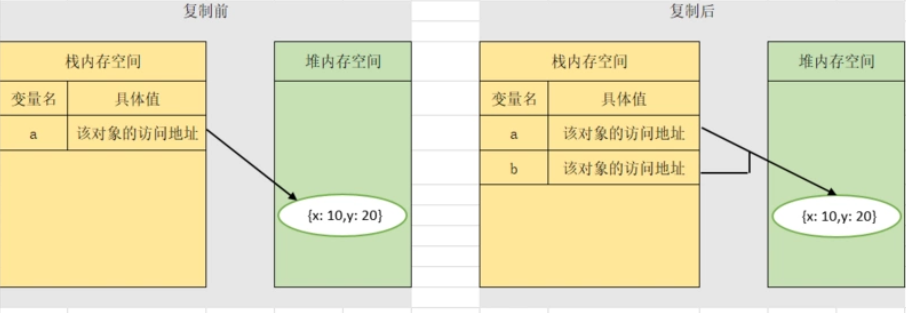 复制前
栈内存空间
变量名 具体值
a 该对象的访问地址
堆内存空间
{x: 10,y: 20}
复制后
栈内存空间
变量名 具体值
a 该对象的访问地址
b 该对象的访问地址
堆内存空间
{x: 10,y: 20}